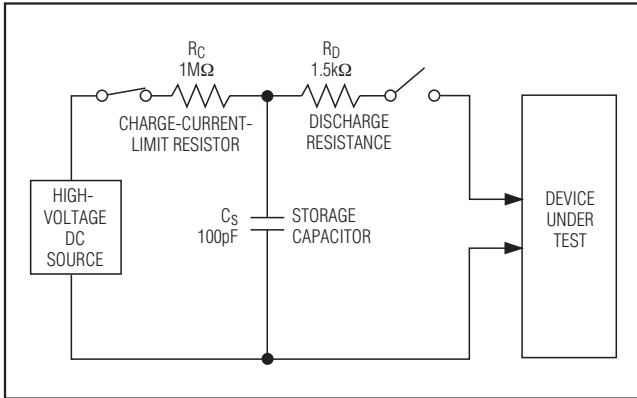 R_C
1MΩ
R_D
1.5kΩ
CHARGE-CURRENT-
LIMIT RESISTOR
DISCHARGE
RESISTANCE
HIGH-
VOLTAGE
DC
SOURCE
C_S
100pF
STORAGE
CAPACITOR
DEVICE
UNDER
TEST